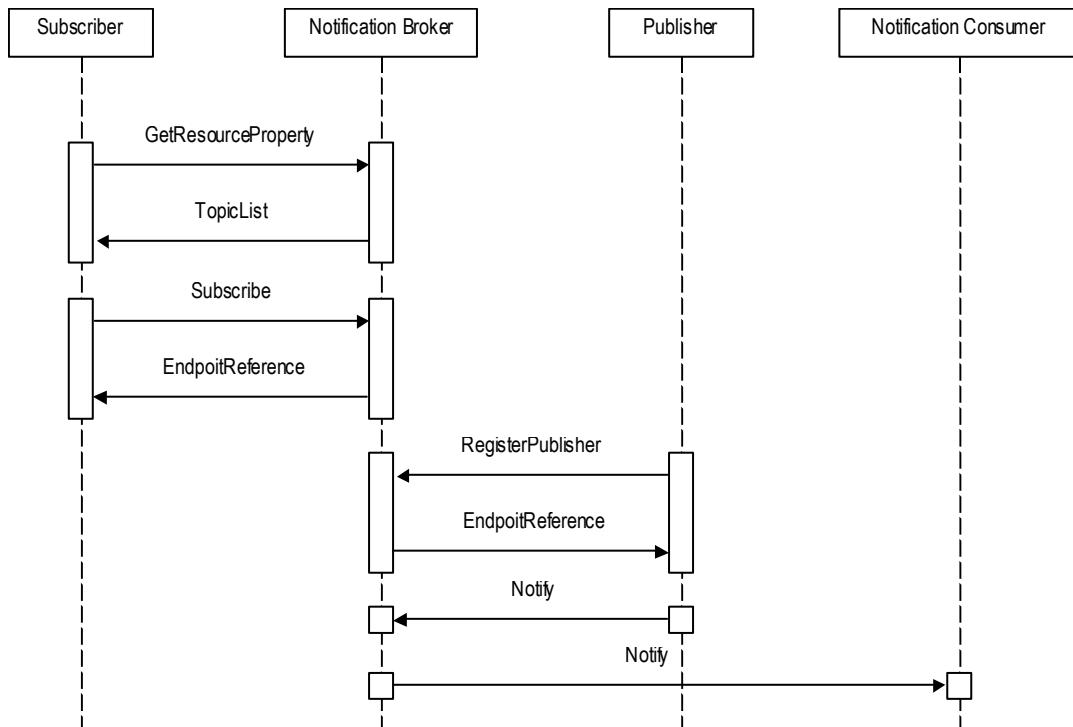 Subscriber
Notification Broker
Publisher
Notification Consumer
GetResourceProperty
TopicList
Subscribe
EndpoitReference
RegisterPublisher
EndpoitReference
Notify
Notify